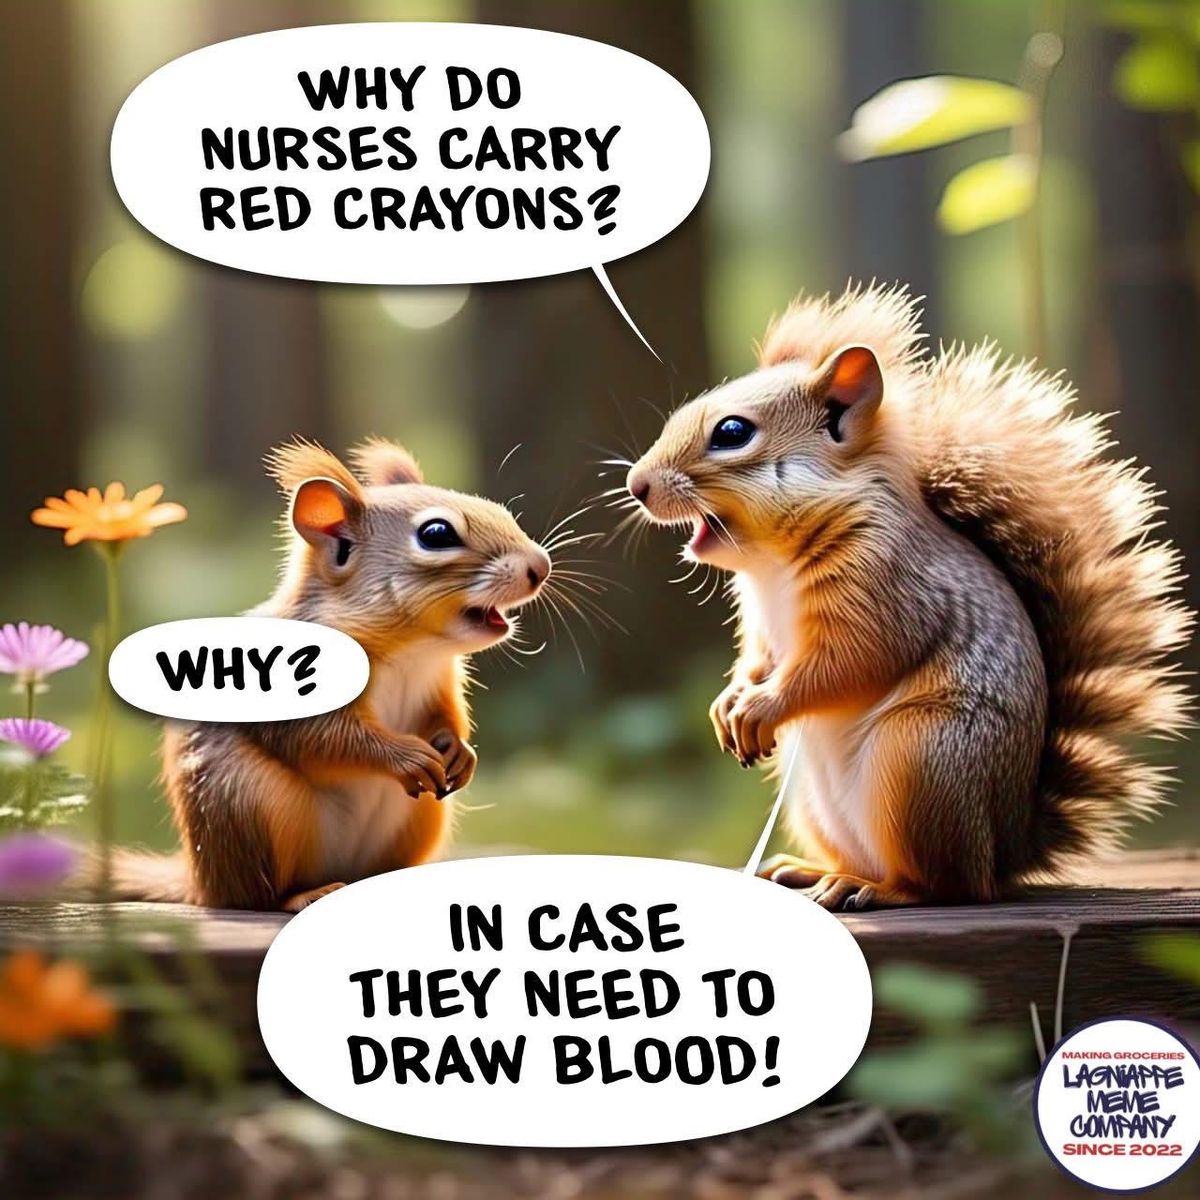 WHY DO
NURSES CARRY
RED CRAYONS?
WHY?
IN CASE
THEY NEED TO
DRAW BLOOD!
MAKING GROCERIES
LAGNIAPPE
MEME
COMPANY
SINCE 2022